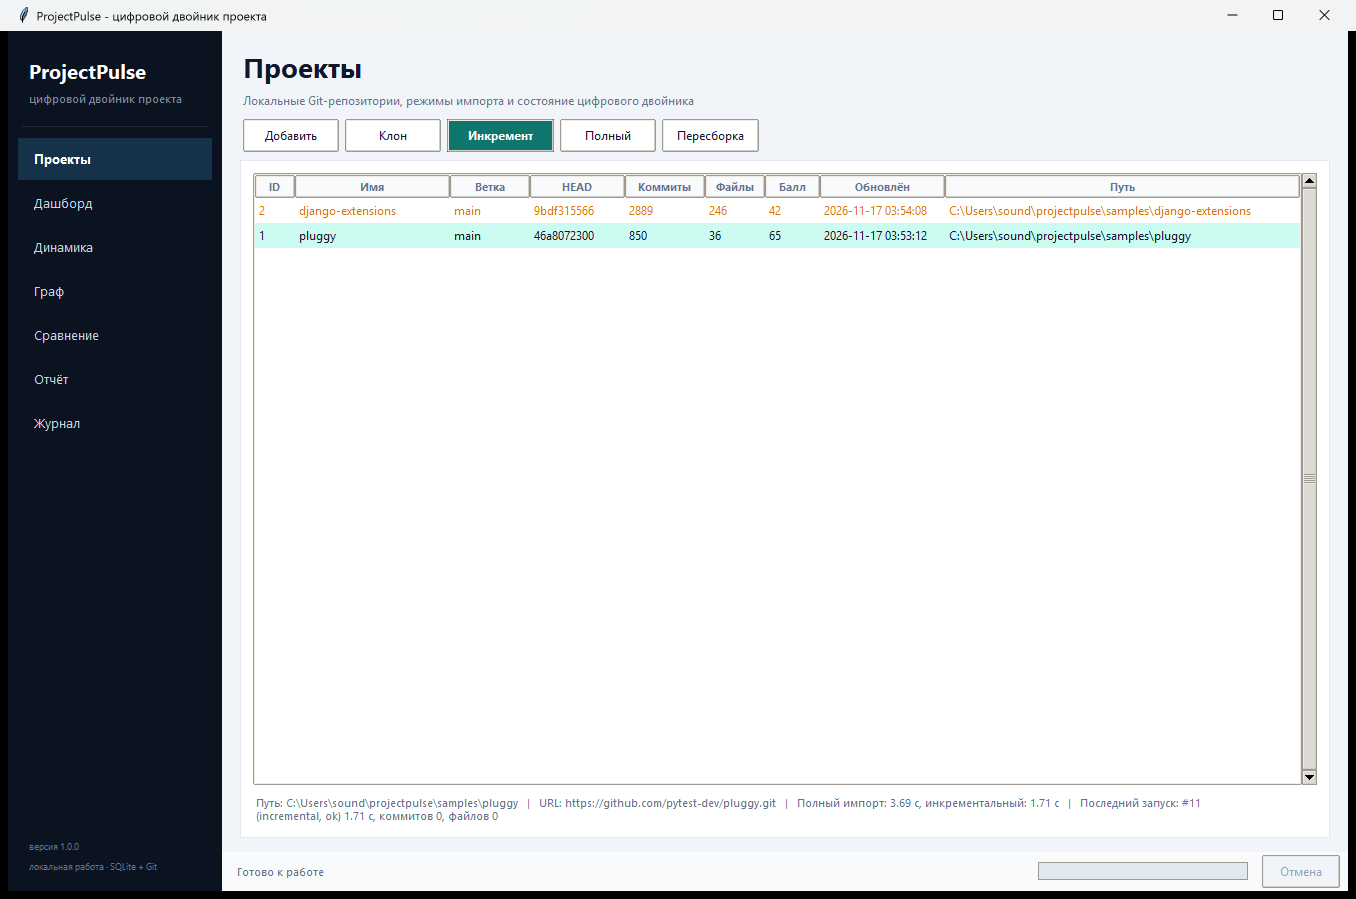 ProjectPulse - цифровой двойник проекта
ProjectPulse
цифровой двойник проекта
Проекты
Дашборд
Динамика
Граф
Сравнение
Отчёт
Журнал
версия 1.0.0
локальная работа · SQLite + Git
Проекты
Локальные Git-репозитории, режимы импорта и состояние цифрового двойника
Добавить Клон Инкремент Полный Пересборка
ID Имя Ветка HEAD Коммиты Файлы Балл Обновлён Путь
2 django-extensions main 9bdf315566 2889 246 42 2026-11-17 03:54:08 C:\Users\sound\projectpulse\samples\django-extensions
1 pluggy main 46a8072300 850 36 65 2026-11-17 03:53:12 C:\Users\sound\projectpulse\samples\pluggy
Путь: C:\Users\sound\projectpulse\samples\pluggy | URL: https://github.com/pytest-dev/pluggy.git | Полный импорт: 3.69 с, инкрементальный: 1.71 с | Последний запуск: #11
(incremental, ok) 1.71 с, коммитов 0, файлов 0
Готово к работе
Отмена